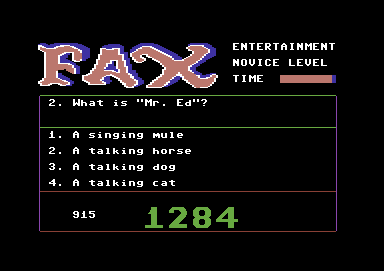 FAX
ENTERTAINMENT
NOVICE LEVEL
TIME
2. What is "Mr. Ed"?
1. A singing mule
2. A talking horse
3. A talking dog
4. A talking cat
915 1284